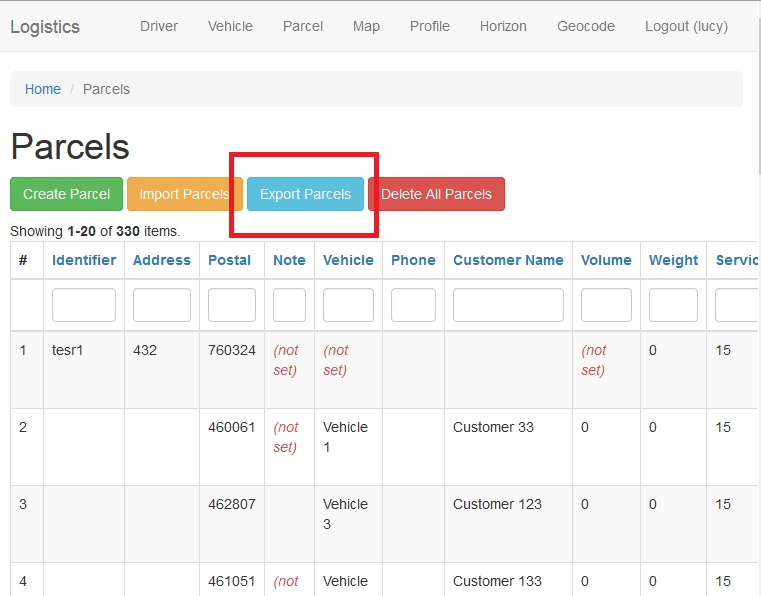 Logistics Driver Vehicle Parcel Map Profile Horizon Geocode Logout (lucy)
Home / Parcels
Parcels
Create Parcel Import Parcels Export Parcels Delete All Parcels
Showing 1-20 of 330 items.
# Identifier Address Postal Note Vehicle Phone Customer Name Volume Weight Servic
1 tesr1 432 760324 (not (not (not 0 15
set) set) set)
2 460061 (not Vehicle Customer 33 0 0 15
set) 1
3 462807 Vehicle Customer 123 0 0 15
3
4 461051 (not Vehicle Customer 133 0 0 15